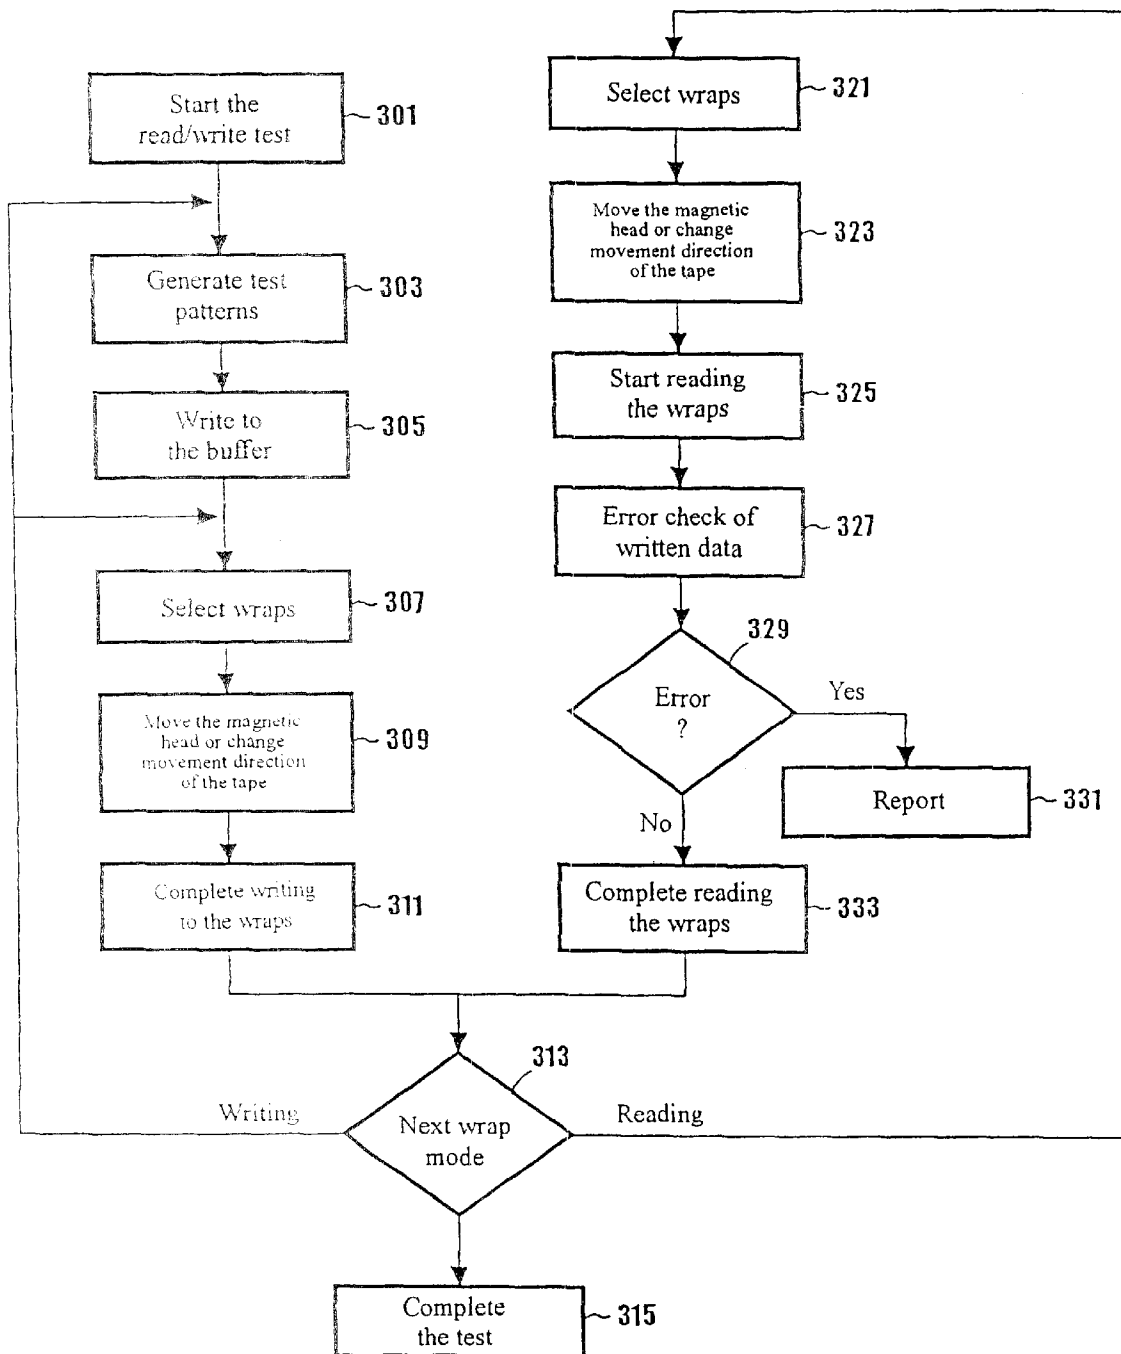 Start the
read/write test
301
Generate test
patterns
303
Write to
the buffer
305
Select wraps
307
Move the magnetic
head or change
movement direction
of the tape
309
Complete writing
to the wraps
311
Select wraps
321
Move the magnetic
head or change
movement direction
of the tape
323
Start reading
the wraps
325
Error check of
written data
327
329
Error
?
Yes
Report
331
No
Complete reading
the wraps
333
313
Writing
Next wrap
mode
Reading
Complete
the test
315